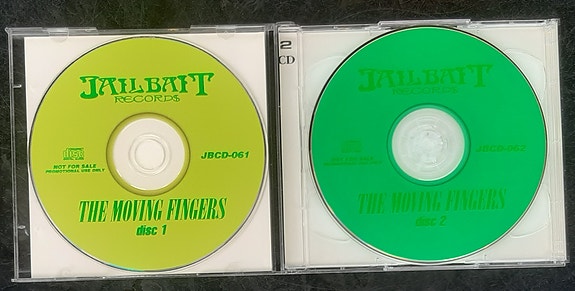 JAILBAIT
RECORDS
NOT FOR SALE
PROMOTIONAL USE ONLY
JBCD-061
THE MOVING FINGERS
disc 1
2
CD
JAILBAIT
RECORDS
JBCD-062
THE MOVING FINGERS
disc 2